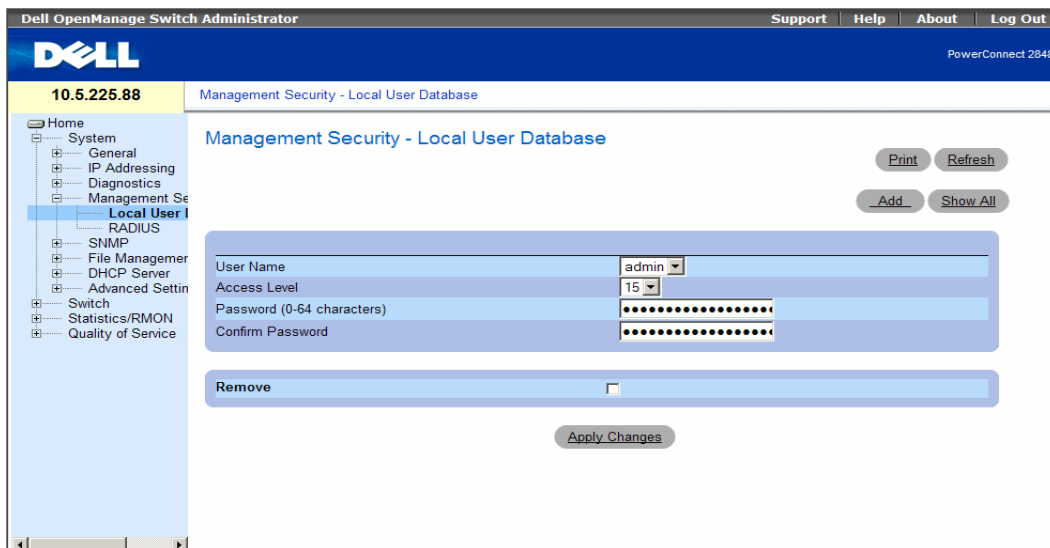 Dell OpenManage Switch Administrator
Support Help About Log Out
DELL
PowerConnect 2848
10.5.225.88
Management Security - Local User Database
Home
System
General
IP Addressing
Diagnostics
Management Se
Local User
RADIUS
SNMP
File Managemer
DHCP Server
Advanced Settin
Switch
Statistics/RMON
Quality of Service
Management Security - Local User Database
Print Refresh
Add Show All
User Name admin
Access Level 15
Password (0-64 characters) ••••••••••••••••••
Confirm Password ••••••••••••••••••
Remove
Apply Changes